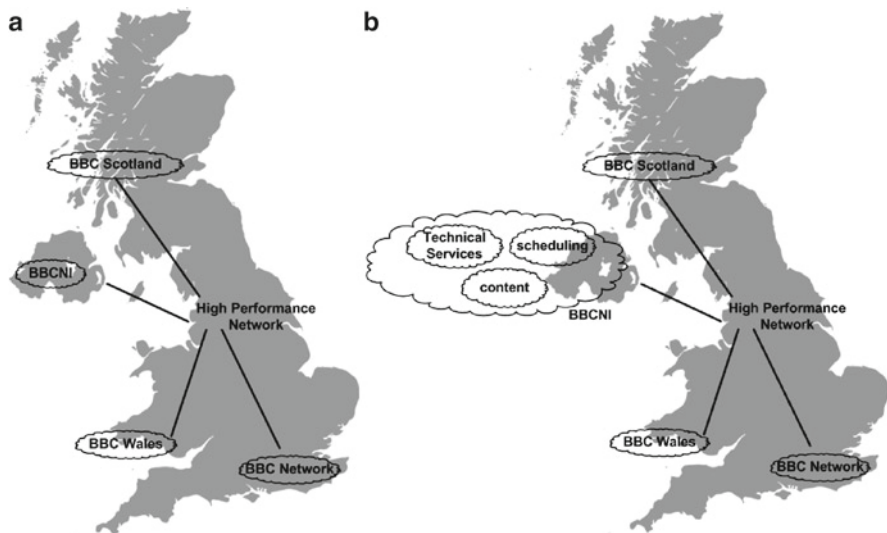 a
BBC Scotland
BBCNI
High Performance
Network
BBC Wales
BBC Network
b
BBC Scotland
Technical
Services
scheduling
content
BBCNI
High Performance
Network
BBC Wales
BBC Network